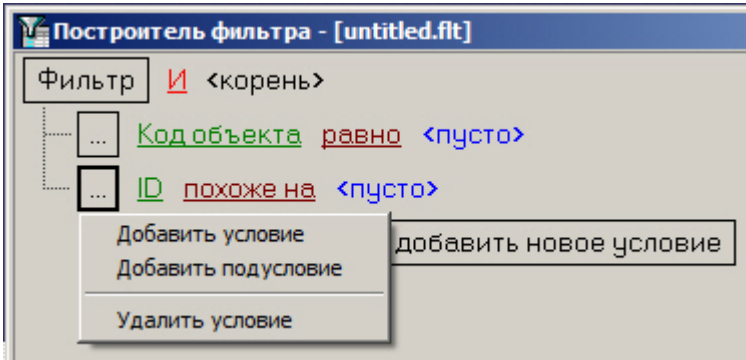 Построитель фильтра - [untitled.flt]
Фильтр И <корень>
... Код объекта равно <пусто>
... ID похоже на <пусто>
Добавить условие
добавить новое условие
Добавить подусловие
Удалить условие